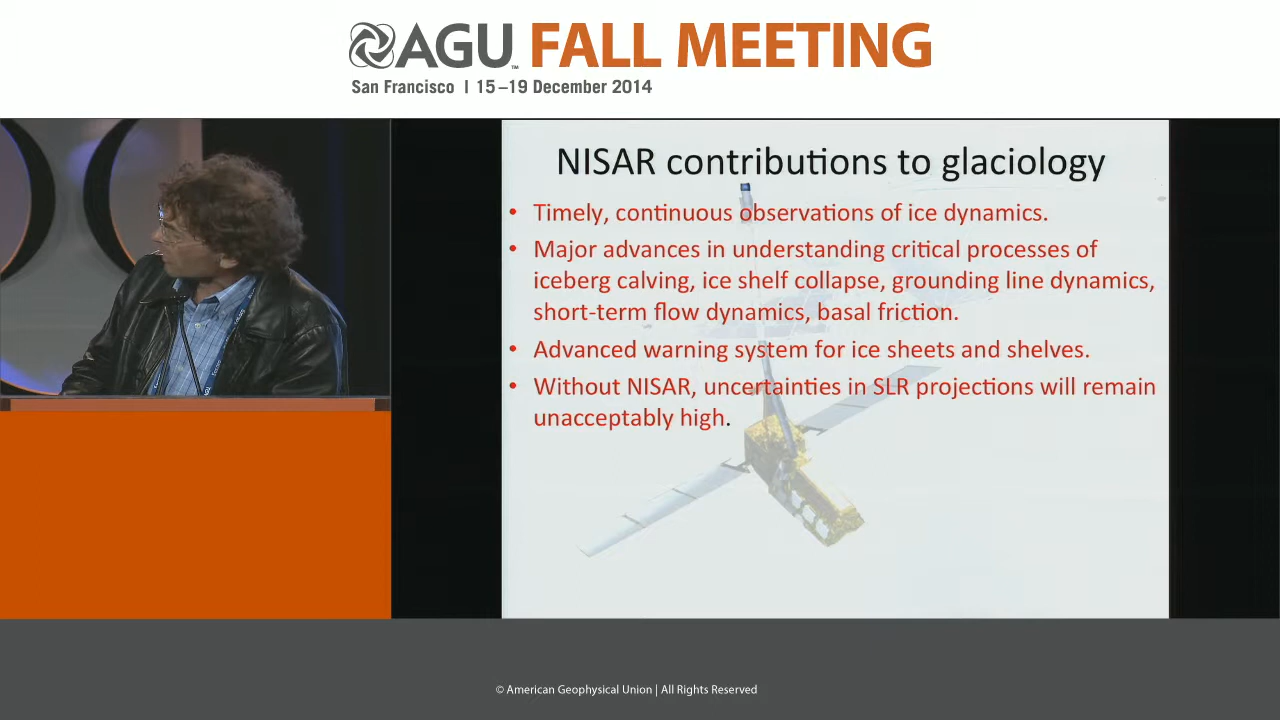 AGU™ FALL MEETING
San Francisco | 15–19 December 2014
NISAR contributions to glaciology
• Timely, continuous observations of ice dynamics.
• Major advances in understanding critical processes of
iceberg calving, ice shelf collapse, grounding line dynamics,
short-term flow dynamics, basal friction.
• Advanced warning system for ice sheets and shelves.
• Without NISAR, uncertainties in SLR projections will remain
unacceptably high.
© American Geophysical Union | All Rights Reserved